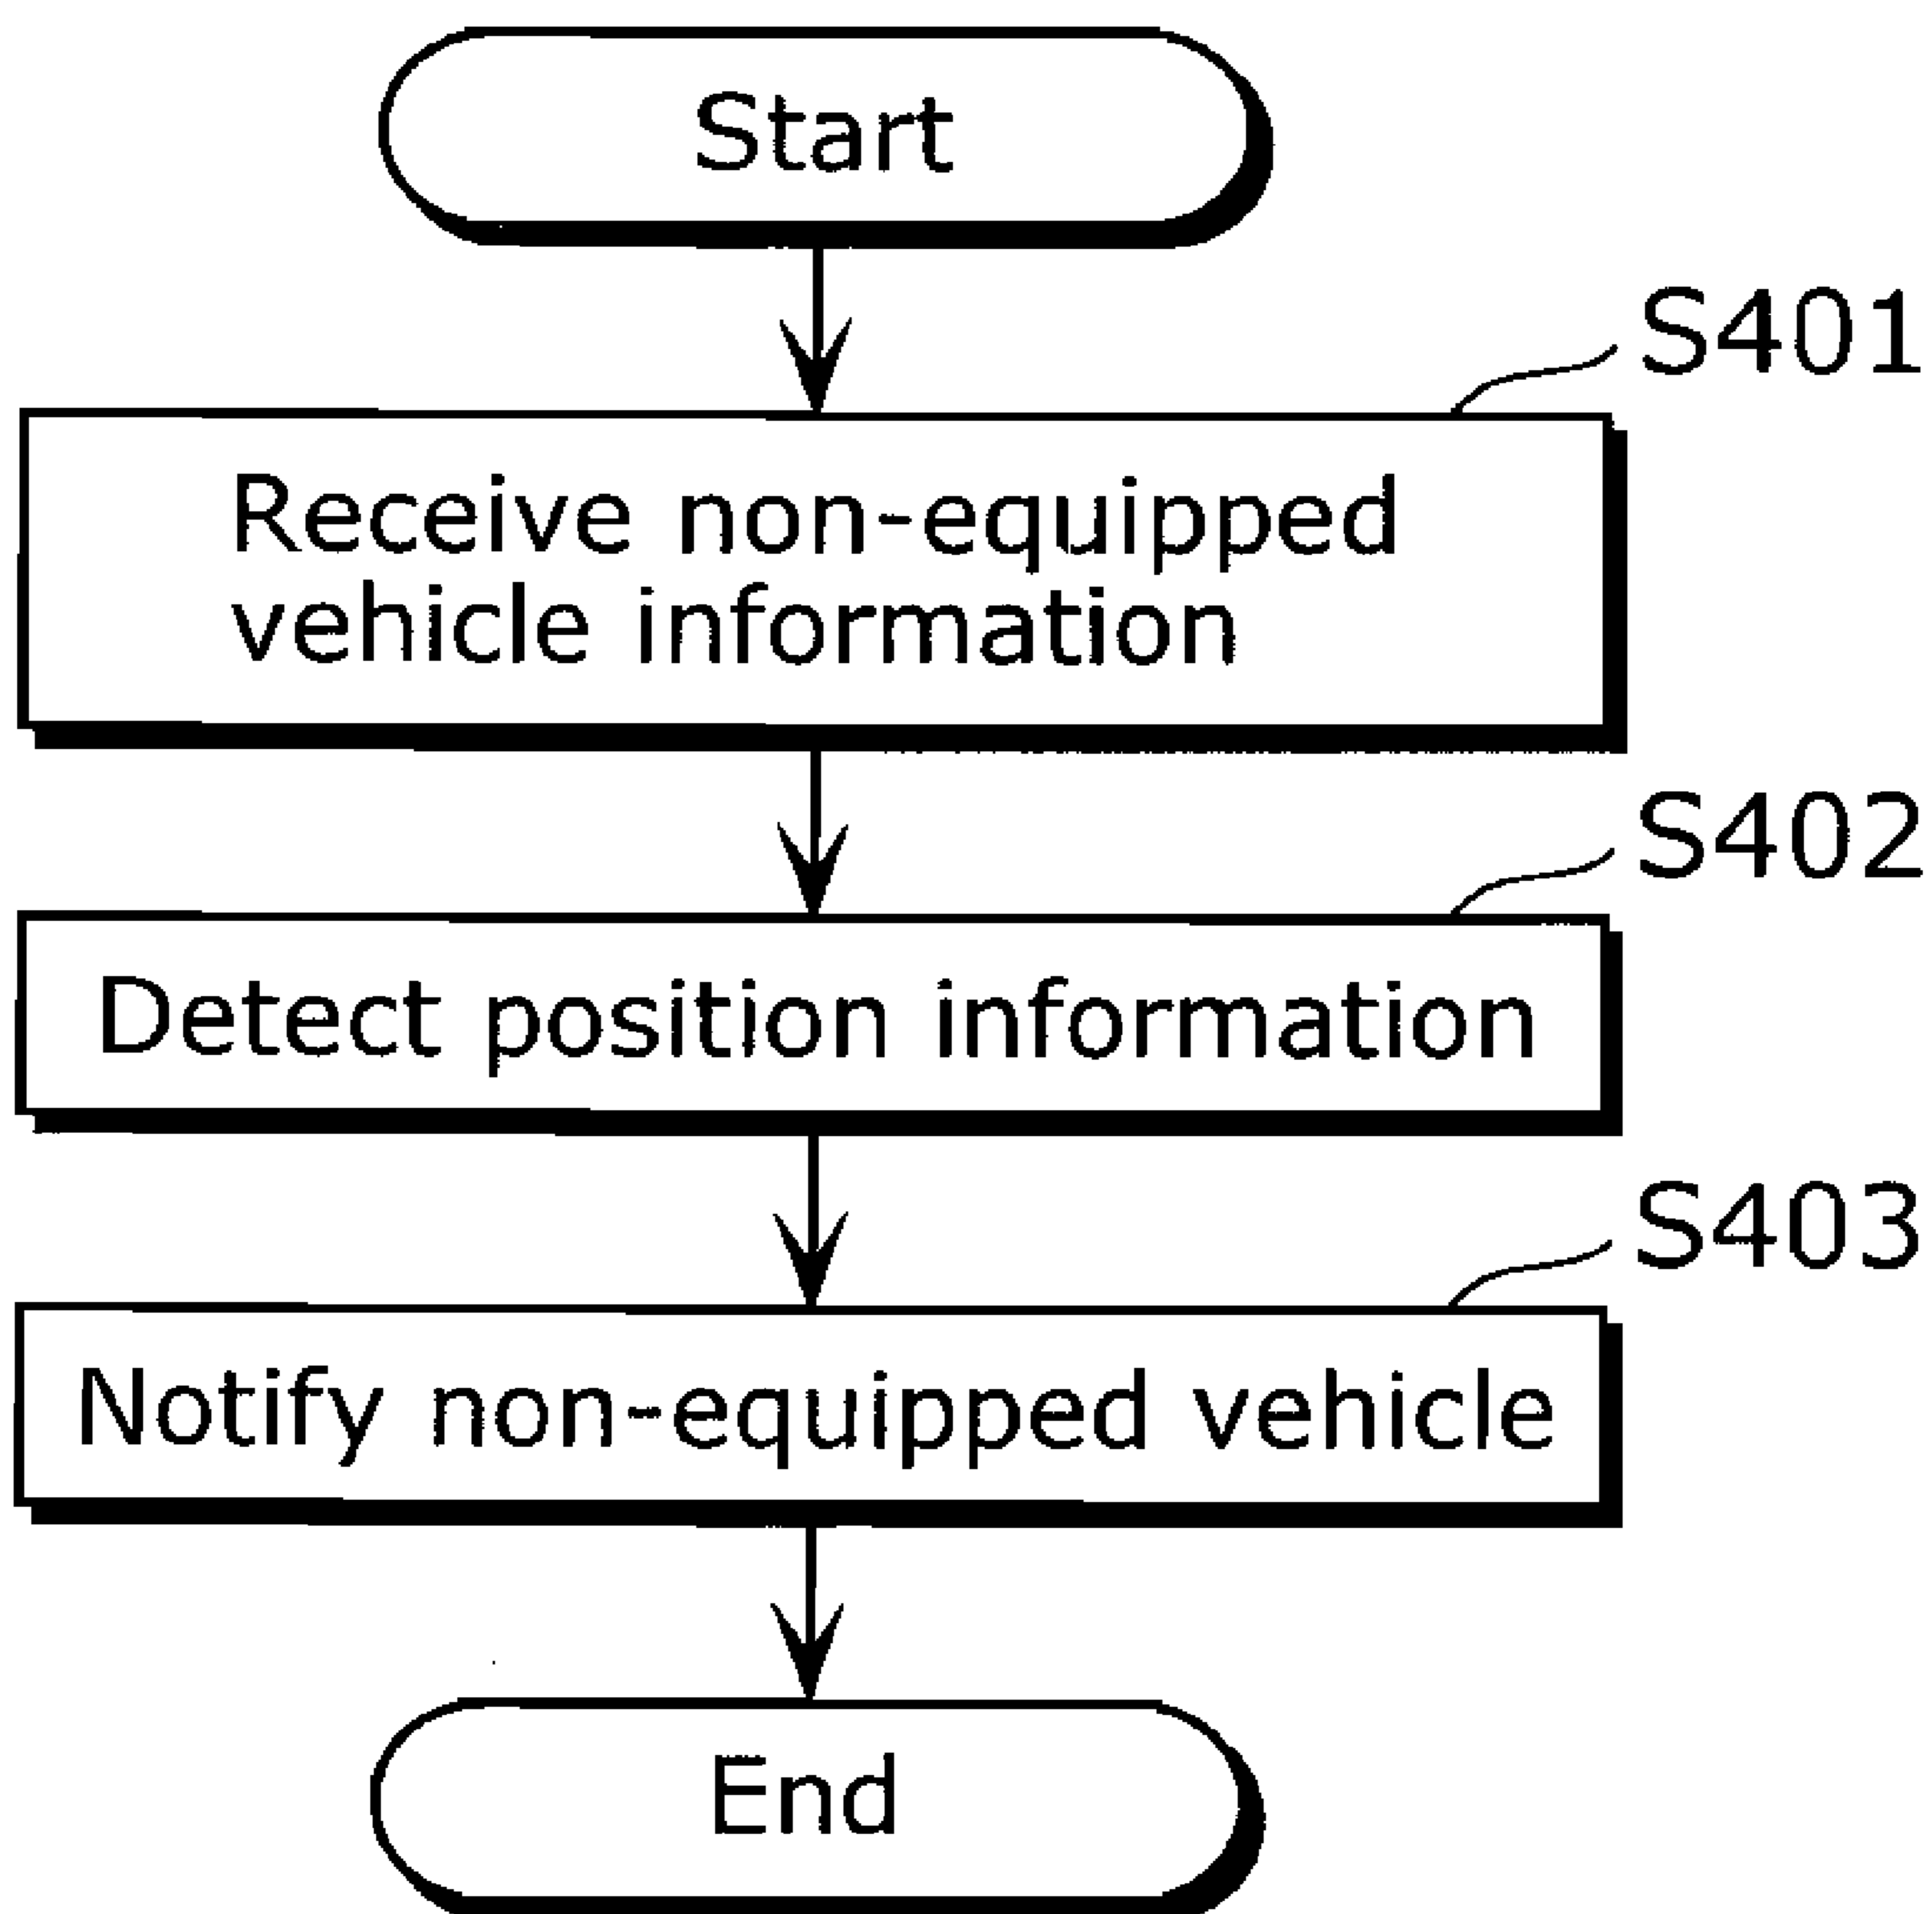 Start
S401
Receive non-equipped
vehicle information
S402
Detect position information
S403
Notify non-equipped vehicle
End